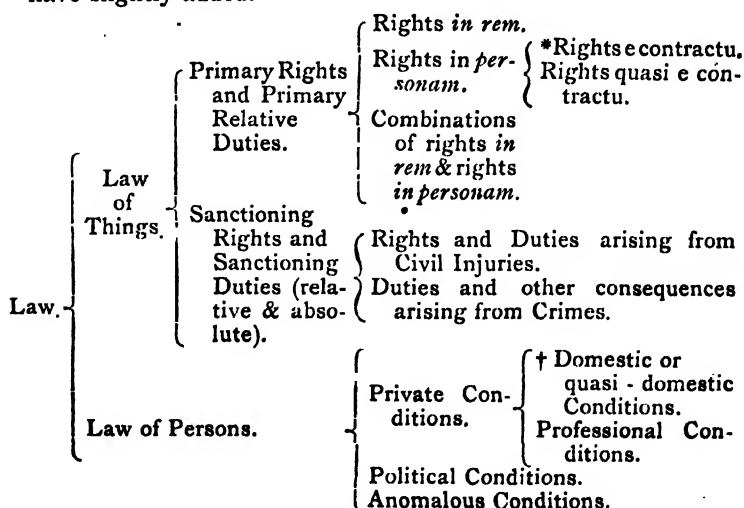 have slightly added.
Rights in rem.
Rights in per-
sonam.
*Rights e contractu.
Rights quasi e con-
tractu.
Primary Rights
and Primary
Relative
Duties.
Combinations
of rights in
rem & rights
in personam.
Law
of
Things.
Sanctioning
Rights and
Sanctioning
Duties (rela-
tive & abso-
lute).
Rights and Duties arising from
Civil Injuries.
Duties and other consequences
arising from Crimes.
Law.
Law of Persons.
Private Con-
ditions.
† Domestic or
quasi-domestic
Conditions.
Professional Con-
ditions.
Political Conditions.
Anomalous Conditions.